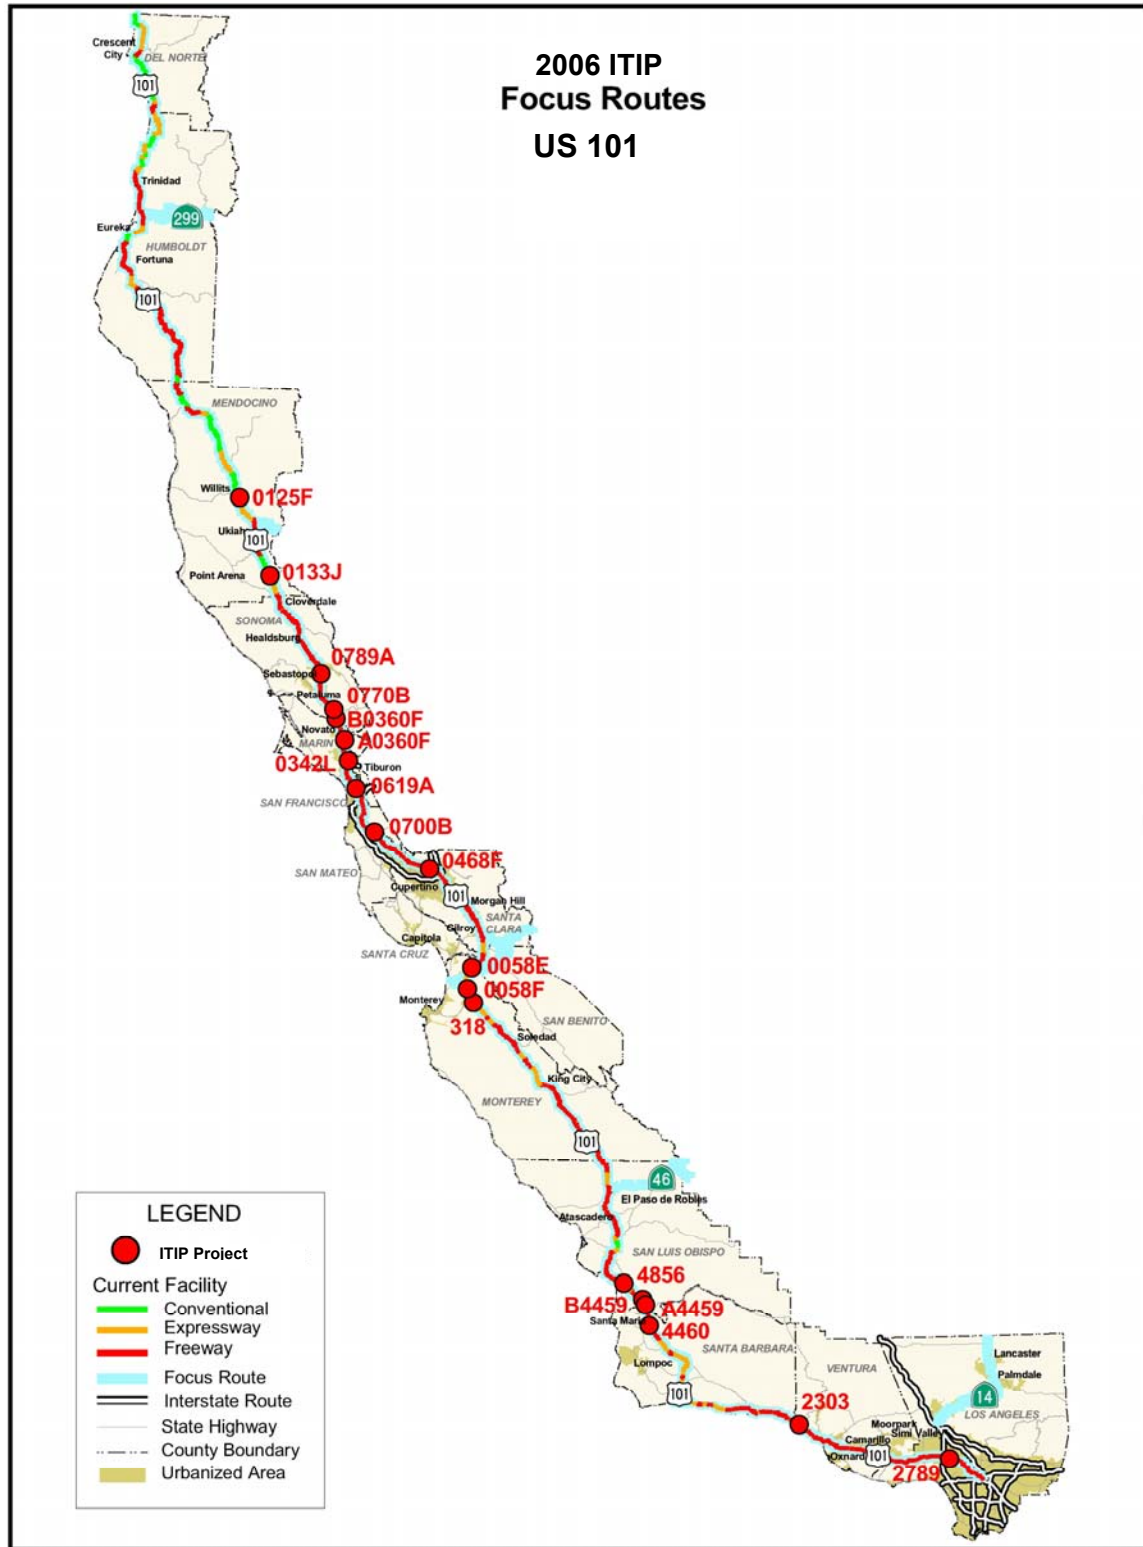 2006 ITIP
Focus Routes
US 101
Crescent
City
DEL NORTE
101
Trinidad
299
Eureka
HUMBOLDT
Fortuna
101
MENDOCINO
Willits
0125F
Ukiah
101
Point Arena
0133J
Cloverdale
SONOMA
Healdsburg
0789A
Sebastopol
Petaluma
0770B
B0360F
Novato
MARIN
A0360F
0342L
Tiburon
0619A
SAN FRANCISCO
0700B
0468F
SAN MATEO
Cupertino
101
Morgan Hill
SANTA
CLARA
Gilroy
Capitola
SANTA CRUZ
0058E
0058F
Monterey
318
SAN BENITO
Soledad
King City
MONTEREY
101
46
El Paso de Robles
Atascadero
SAN LUIS OBISPO
4856
B4459
A4459
Santa Maria
4460
SANTA BARBARA
Lompoc
101
VENTURA
Lancaster
Palmdale
14
LOS ANGELES
2303
Moorpark
Simi Valley
Camarillo
Oxnard
101
2789
LEGEND
ITIP Project
Current Facility
Conventional
Expressway
Freeway
Focus Route
Interstate Route
State Highway
County Boundary
Urbanized Area